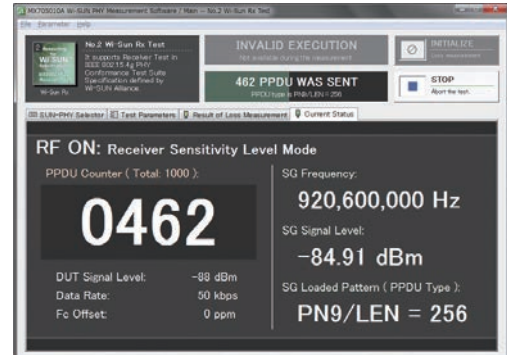 MX705010A Wi-SUN PHY Measurement Software / Main - No.2 Wi-Sun Rx Test
File Parameter Help
No.2 Wi-Sun Rx Test
It supports Receiver Test in
IEEE 802.15.4g PHY
Conformance Test Suite
Specification defined by
Wi-SUN Alliance.
Wi-SUN
Wi-Sun Rx
INVALID EXECUTION
Not available during the measurement
INITIALIZE
462 PPDU WAS SENT
PPDU type is PN9/LEN = 256
STOP
Abort the test.
SUN-PHY Selector
Test Parameters
Result of Loss Measurement
Current Status
RF ON: Receiver Sensitivity Level Mode
PPDU Counter ( Total: 1000 ):
0462
DUT Signal Level: -88 dBm
Data Rate: 50 kbps
Fc Offset: 0 ppm
SG Frequency:
920,600,000 Hz
SG Signal Level:
-84.91 dBm
SG Loaded Pattern ( PPDU Type ):
PN9/LEN = 256